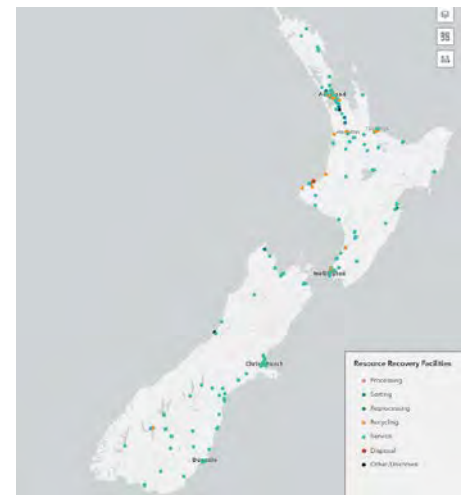 Auckland
Wellington
Christchurch
Dunedin
Resource Recovery Facilities
Processing
Sorting
Reprocessing
Recycling
Service
Disposal
Other/Unknown